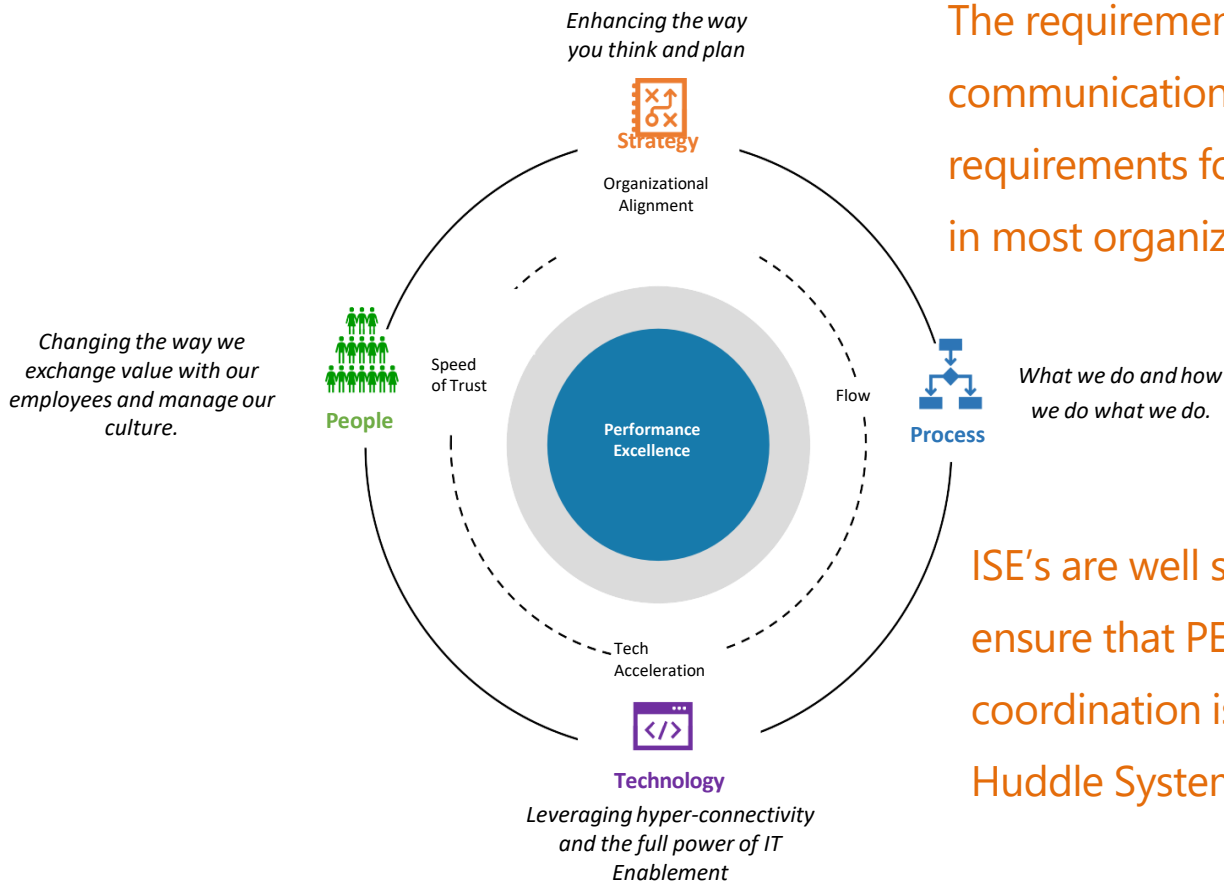 Enhancing the way
you think and plan
Strategy
Organizational
Alignment
The requiremen
communication
requirements fo
in most organiz
Changing the way we
exchange value with our
employees and manage our
culture.
People
Speed
of Trust
Performance
Excellence
Flow
Process
What we do and how
we do what we do.
Tech
Acceleration
Technology
Leveraging hyper-connectivity
and the full power of IT
Enablement
ISE's are well s
ensure that PE
coordination is
Huddle System